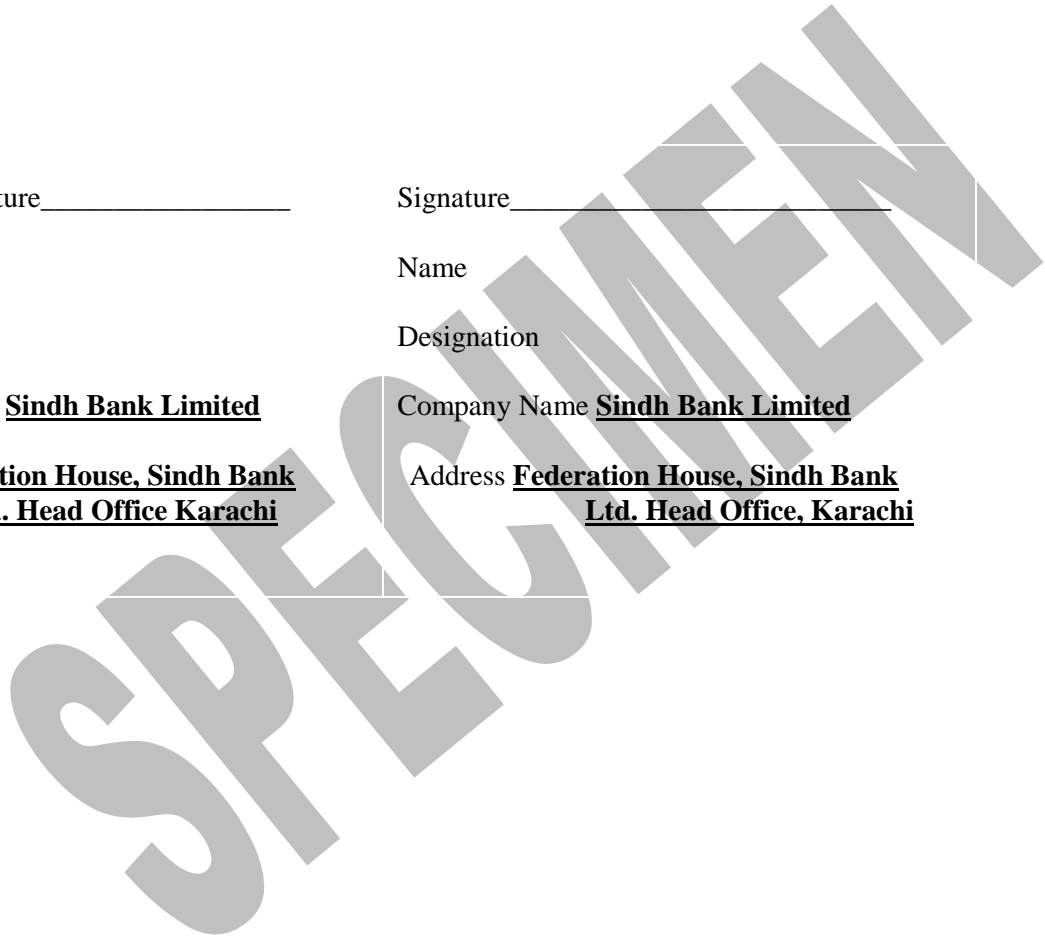 ture_________________ Signature__________________________
Name
Designation
Sindh Bank Limited Company Name Sindh Bank Limited
tion House, Sindh Bank Address Federation House, Sindh Bank
. Head Office Karachi Ltd. Head Office, Karachi
SPECIMEN